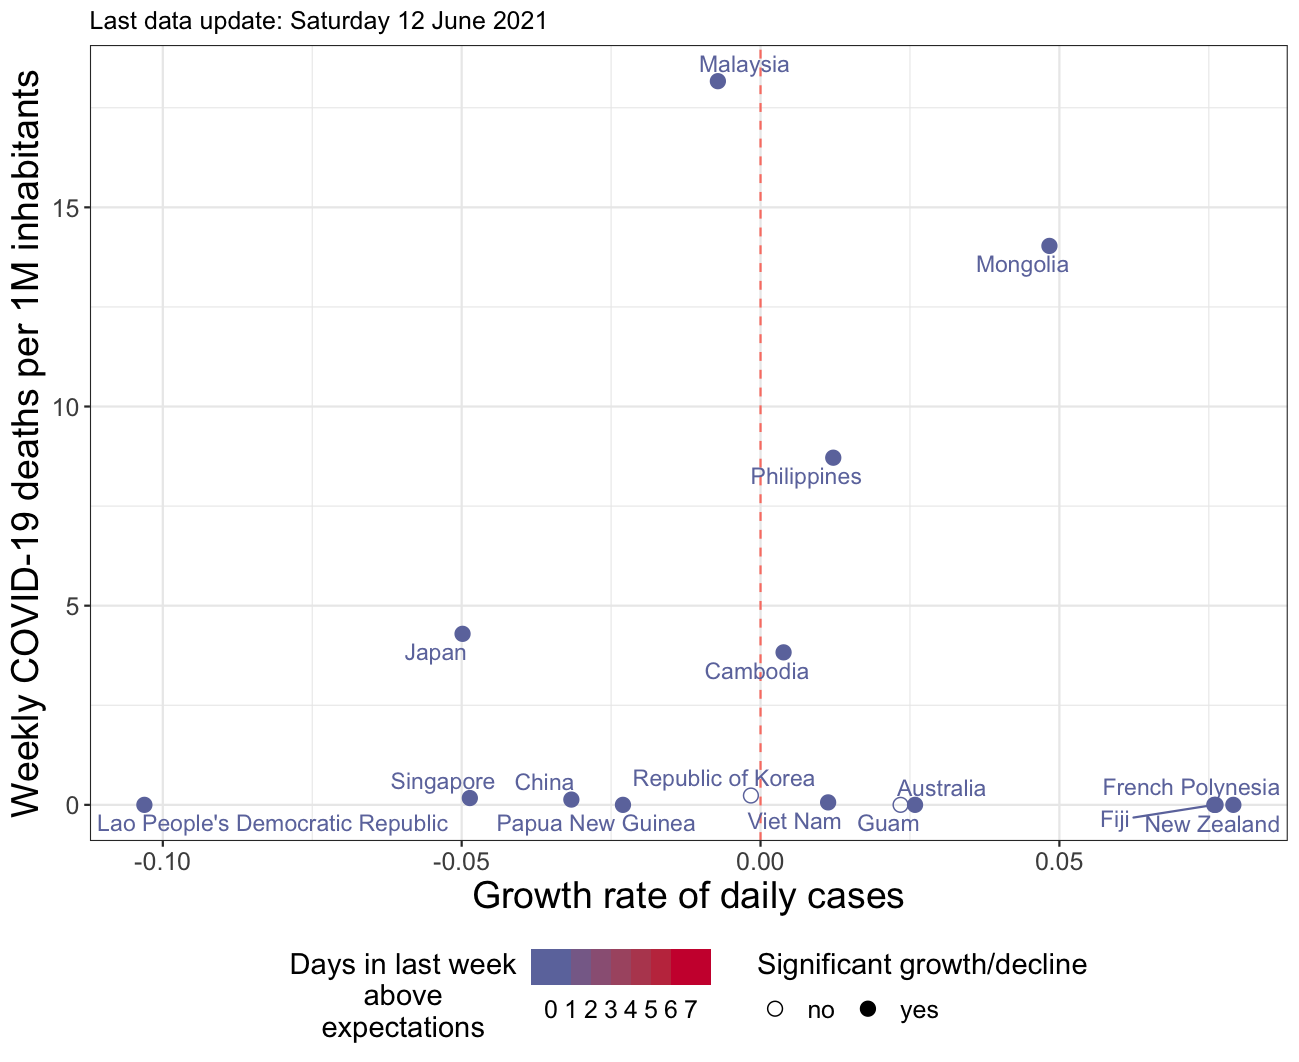 Last data update: Saturday 12 June 2021
Weekly COVID-19 deaths per 1M inhabitants
15
10
5
0
Malaysia
Mongolia
Philippines
Japan
Cambodia
Singapore
China
Republic of Korea
Australia
French Polynesia
Lao People's Democratic Republic
Papua New Guinea
Viet Nam
Guam
Fiji
New Zealand
-0.10
-0.05
0.00
0.05
Growth rate of daily cases
Days in last week
above
expectations
0 1 2 3 4 5 6 7
Significant growth/decline
no
yes